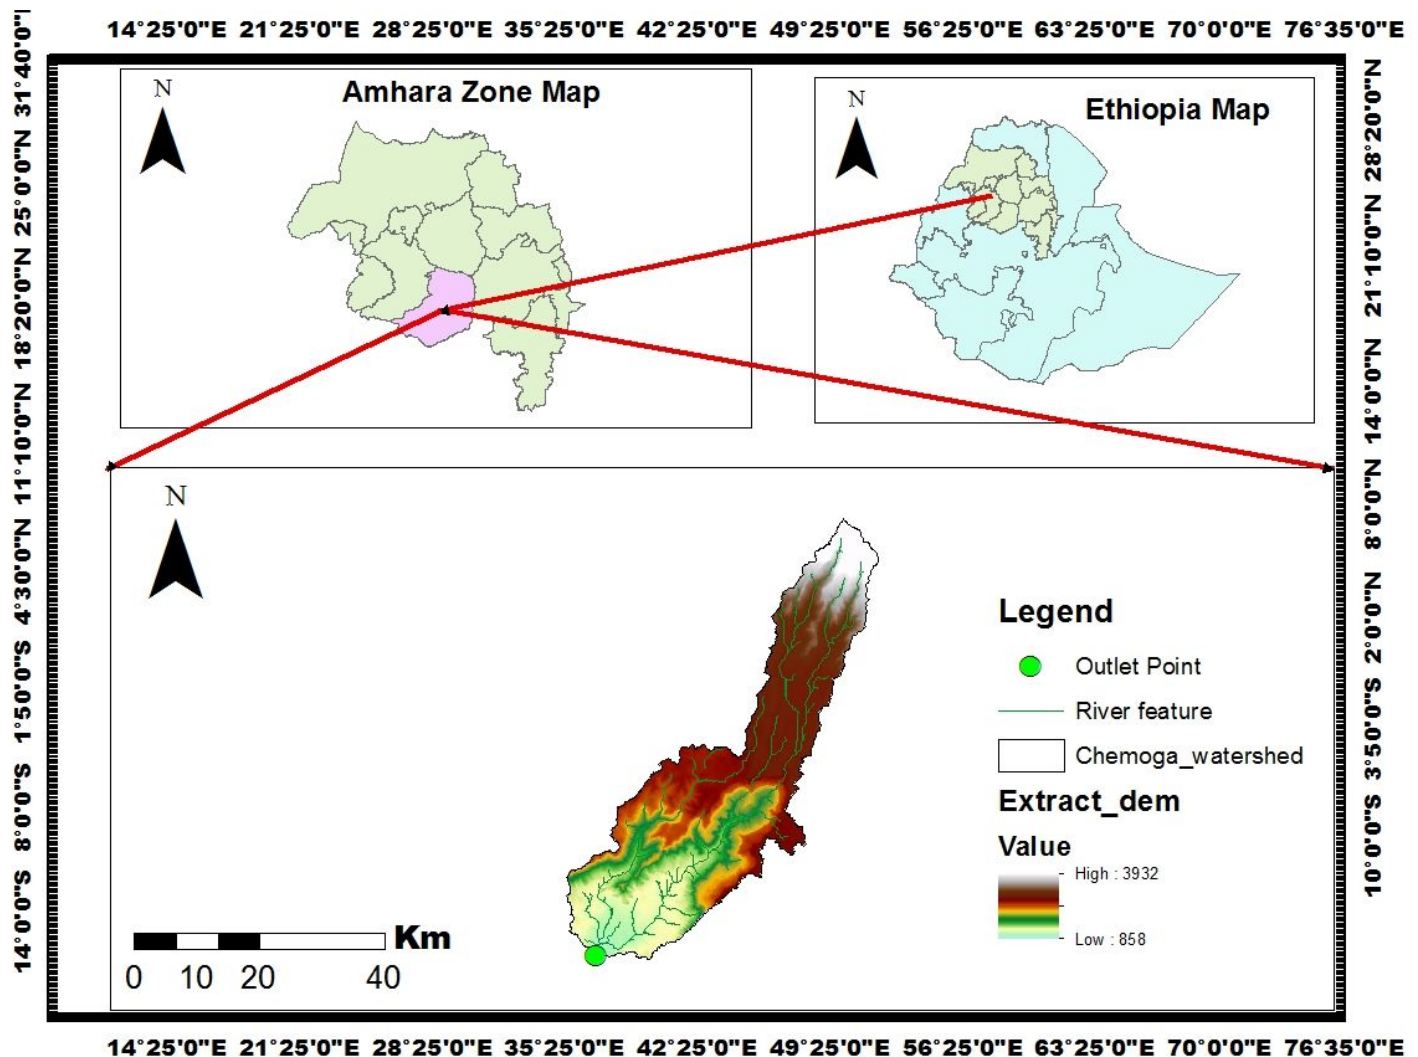 14°25'0"E 21°25'0"E 28°25'0"E 35°25'0"E 42°25'0"E 49°25'0"E 56°25'0"E 63°25'0"E 70°0'0"E 76°35'0"E
31°40'0"
25°0'0"N
18°20'0"N
11°10'0"N
4°30'0"N
1°50'0"S
8°0'0"S
14°0'0"S
N
Amhara Zone Map
N
Ethiopia Map
28°20'0"N
21°10'0"N
14°0'0"N
8°0'0"N
2°0'0"N
3°50'0"S
10°0'0"S
N
Legend
Outlet Point
River feature
Chemoga_watershed
Extract_dem
Value
High : 3932
Low : 858
Km
0 10 20 40
14°25'0"E 21°25'0"E 28°25'0"E 35°25'0"E 42°25'0"E 49°25'0"E 56°25'0"E 63°25'0"E 70°0'0"E 76°35'0"E